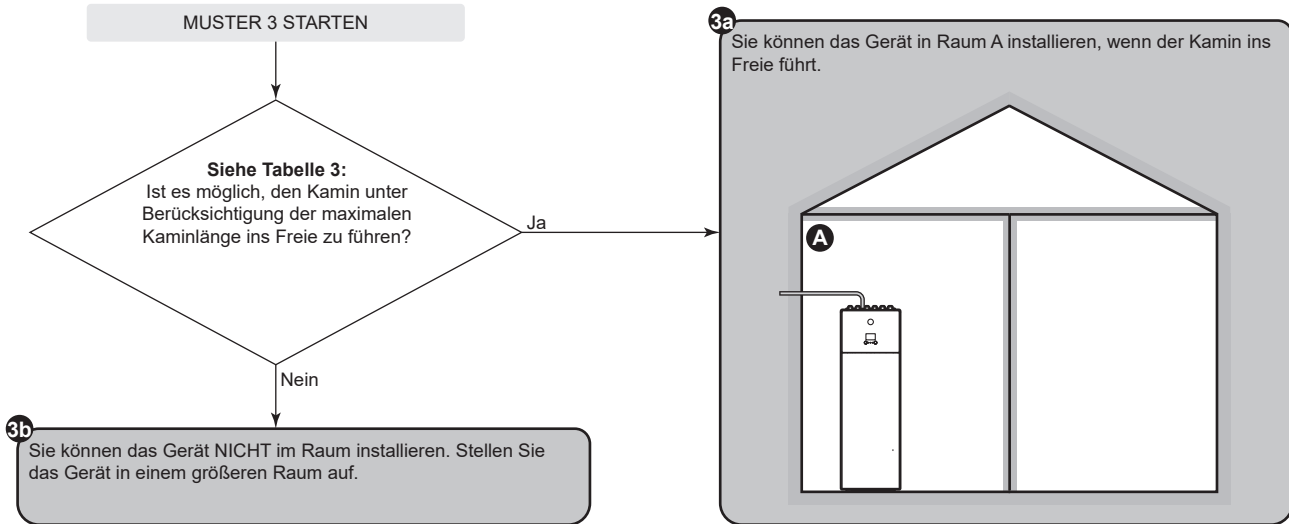 MUSTER 3 STARTEN
Siehe Tabelle 3:
Ist es möglich, den Kamin unter
Berücksichtigung der maximalen
Kaminlänge ins Freie zu führen?
Ja
Nein
3a
Sie können das Gerät in Raum A installieren, wenn der Kamin ins
Freie führt.
A
3b
Sie können das Gerät NICHT im Raum installieren. Stellen Sie
das Gerät in einem größeren Raum auf.